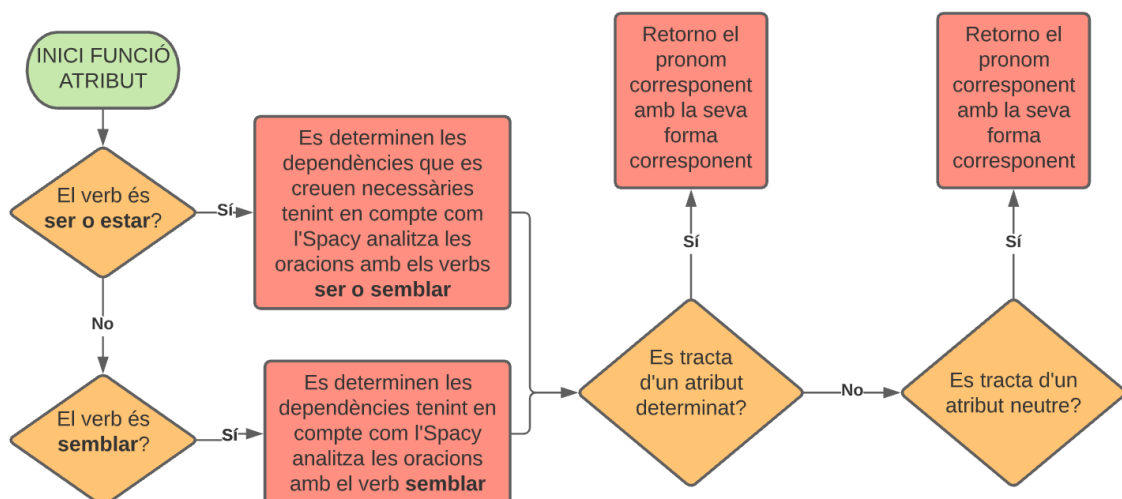 INICI FUNCIÓ
ATRIBUT
El verb és
ser o estar?
Sí
Es determinen les
dependències que es
creuen necessàries
tenint en compte com
l'Spacy analitza les
oracions amb els verbs
ser o semblar
No
El verb és
semblar?
Sí
Es determinen les
dependències tenint en
compte com l'Spacy
analitza les oracions
amb el verb semblar
Es tracta
d'un atribut
determinat?
Sí
Retorno el
pronom
corresponent
amb la seva
forma
corresponent
No
Es tracta d'un
atribut neutre?
Sí
Retorno el
pronom
corresponent
amb la seva
forma
corresponent